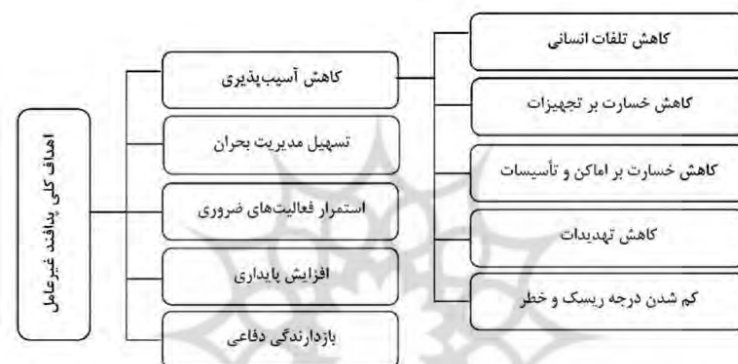 اهداف کلی پدافند غیرعامل
کاهش آسیب‌پذیری
تسهیل مدیریت بحران
استمرار فعالیت‌های ضروری
افزایش پایداری
بازدارندگی دفاعی
کاهش تلفات انسانی
کاهش خسارت بر تجهیزات
کاهش خسارت بر اماکن و تأسیسات
کاهش تهدیدات
کم شدن درجه ریسک و خطر